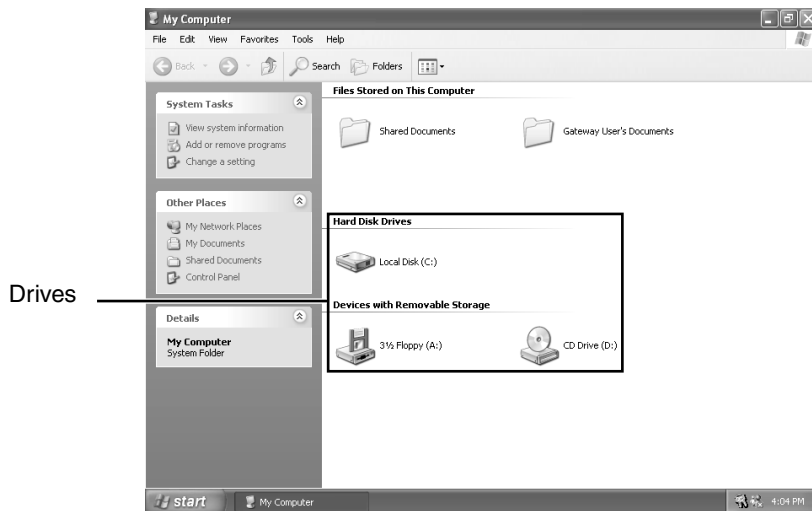 My Computer
File Edit View Favorites Tools Help
Back Search Folders
System Tasks
View system information
Add or remove programs
Change a setting
Other Places
My Network Places
My Documents
Shared Documents
Control Panel
Details
My Computer
System Folder
Files Stored on This Computer
Shared Documents Gateway User's Documents
Hard Disk Drives
Local Disk (C:)
Devices with Removable Storage
3½ Floppy (A:) CD Drive (D:)
Drives
start My Computer 4:04 PM